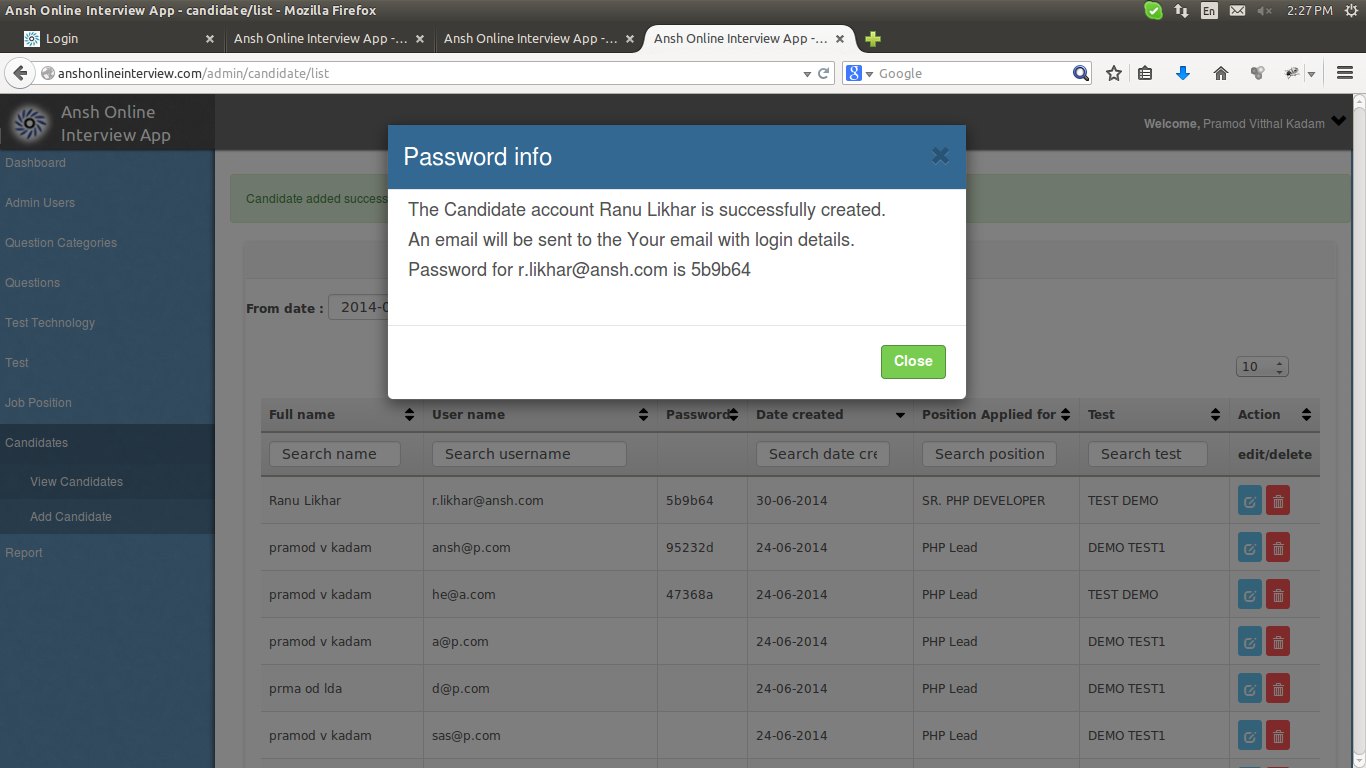 Ansh Online Interview App - candidate/list - Mozilla Firefox
En
2:27 PM
Login
Ansh Online Interview App -...
Ansh Online Interview App -...
Ansh Online Interview App -...
anshonlineinterview.com/admin/candidate/list
Google
Ansh Online
Interview App
Welcome, Pramod Vitthal Kadam
Dashboard
Admin Users
Question Categories
Questions
Test Technology
Test
Job Position
Candidates
View Candidates
Add Candidate
Report
Candidate added success
Password info
The Candidate account Ranu Likhar is successfully created.
An email will be sent to the Your email with login details.
Password for r.likhar@ansh.com is 5b9b64
Close
From date : 2014-0
10
Full name User name Password Date created Position Applied for Test Action
Search name Search username Search date cre Search position Search test edit/delete
Ranu Likhar r.likhar@ansh.com 5b9b64 30-06-2014 SR. PHP DEVELOPER TEST DEMO
pramod v kadam ansh@p.com 95232d 24-06-2014 PHP Lead DEMO TEST1
pramod v kadam he@a.com 47368a 24-06-2014 PHP Lead TEST DEMO
pramod v kadam a@p.com 24-06-2014 PHP Lead DEMO TEST1
prma od lda d@p.com 24-06-2014 PHP Lead DEMO TEST1
pramod v kadam sas@p.com 24-06-2014 PHP Lead DEMO TEST1